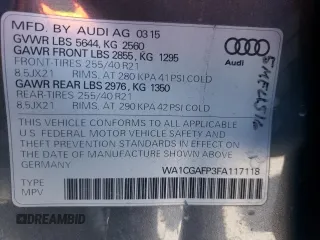 MFD. BY AUDI AG 03 15
GVWR LBS 5644, KG 2560
GAWR FRONT LBS 2855, KG 1295
FRONT-TIRES 255/40 R21
8.5JX21 RIMS, AT 280 KPA 41 PSI COLD
GAWR REAR LBS 2976, KG 1350
REAR-TIRES 255/40 R21
8.5JX21 RIMS, AT 290 KPA 42 PSI COLD
Audi
THIS VEHICLE CONFORMS TO ALL APPLICABLE
FEDERAL MOTOR VEHICLE SAFETY BUMPER AND
THEFT PREVENTION STANDARDS IN EFFECT ON
THE DATE OF MANUFACTURE SHOWN ABOVE.
GERMANY
WA1CGAFP3FA117118
TYPE: MPV
DREAMBID